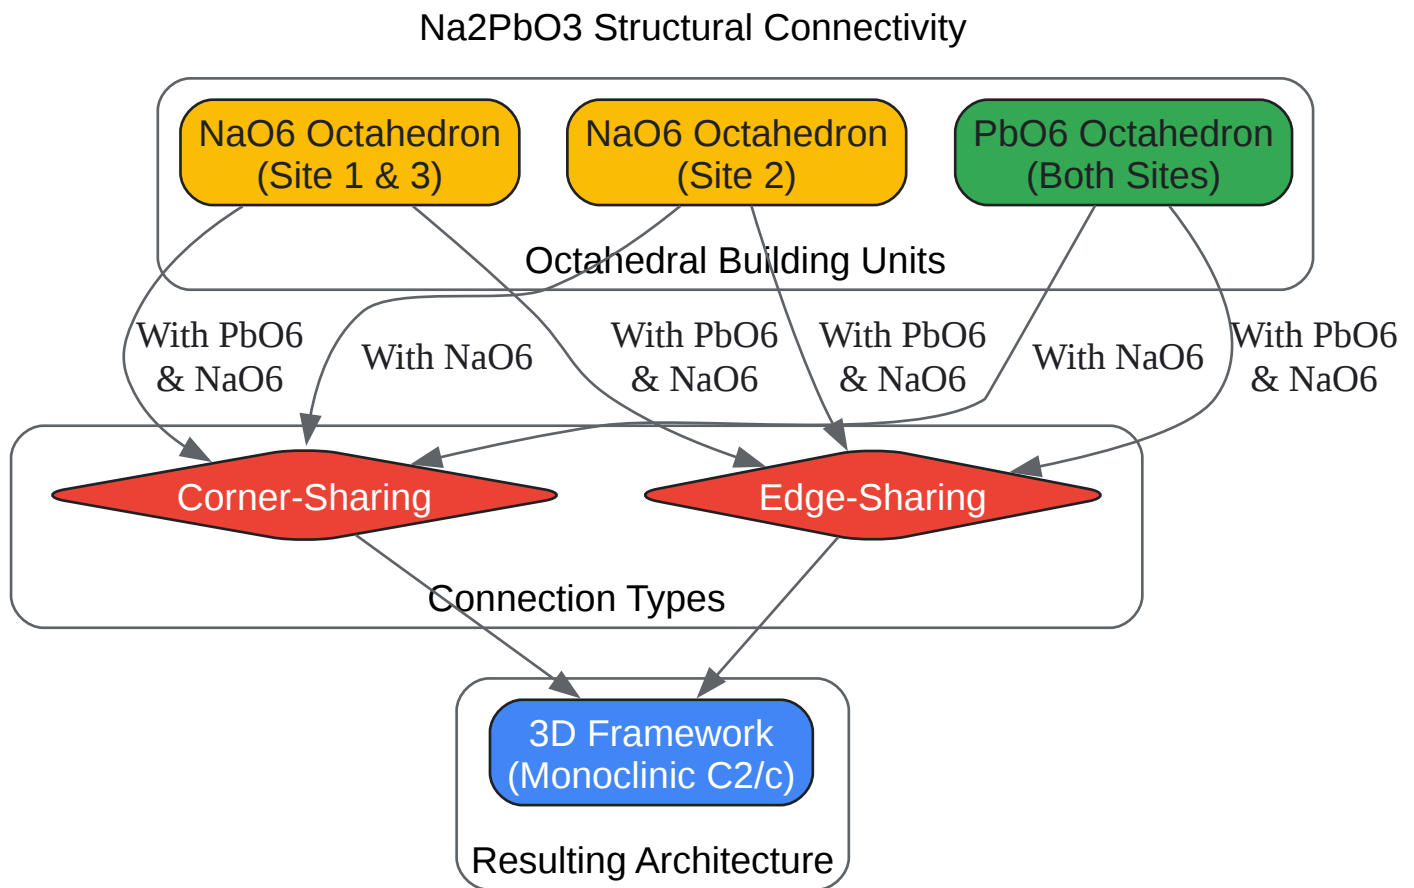 Na2PbO3 Structural Connectivity
NaO6 Octahedron
(Site 1 & 3)
NaO6 Octahedron
(Site 2)
PbO6 Octahedron
(Both Sites)
Octahedral Building Units
With PbO6
& NaO6
With NaO6
With PbO6
& NaO6
With PbO6
& NaO6
With NaO6
With PbO6
& NaO6
Corner-Sharing
Edge-Sharing
Connection Types
3D Framework
(Monoclinic C2/c)
Resulting Architecture